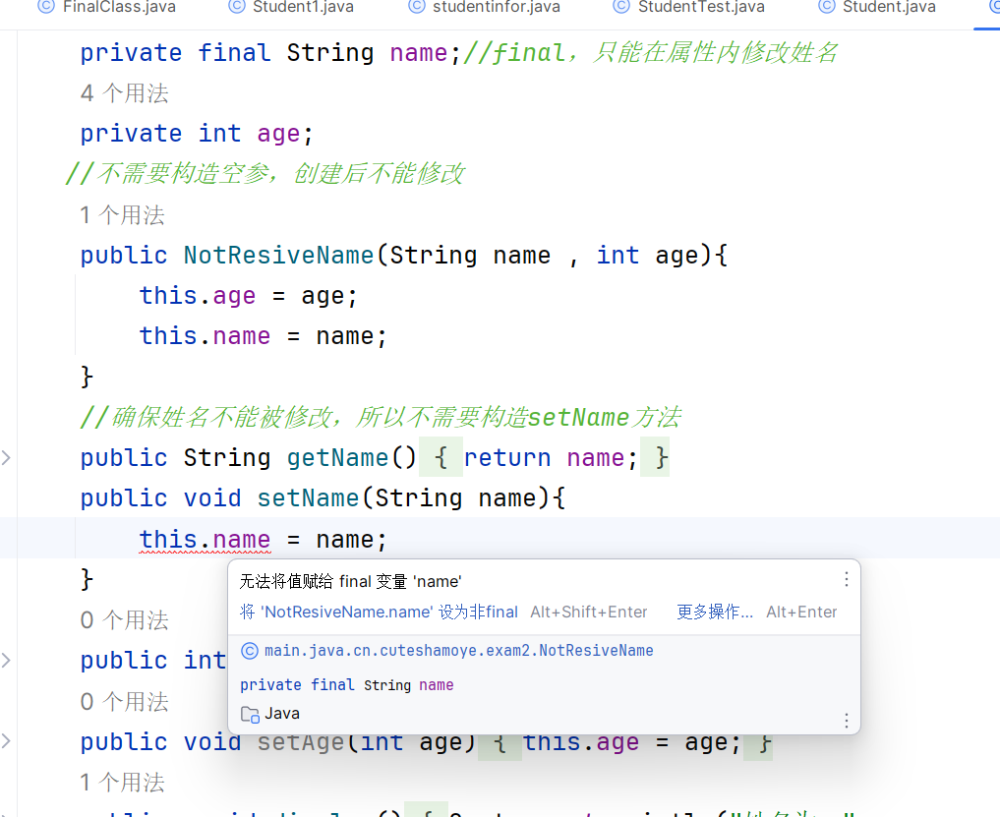 FinalClass.java Student1.java studentinfor.java StudentTest.java Student.java
private final String name;//final，只能在属性内修改姓名
4 个用法
private int age;
//不需要构造空参，创建后不能修改
1 个用法
public NotResiveName(String name , int age){
this.age = age;
this.name = name;
}
//确保姓名不能被修改，所以不需要构造setName方法
public String getName() { return name; }
public void setName(String name){
this.name = name;
}
无法将值赋给 final 变量 'name'
将 'NotResiveName.name' 设为非final Alt+Shift+Enter 更多操作... Alt+Enter
0 个用法
main.java.cn.cuteshamoye.exam2.NotResiveName
public int
private final String name
0 个用法
Java
public void setAge(int age) { this.age = age; }
1 个用法